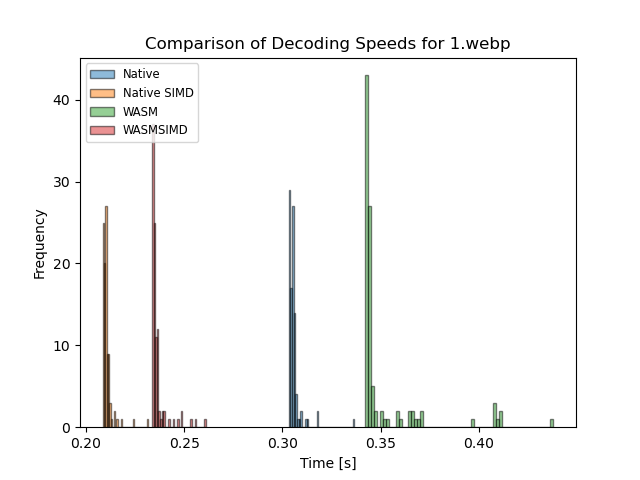 Comparison of Decoding Speeds for 1.webp
Native
Native SIMD
WASM
WASMSIMD
40
30
20
10
0
Frequency
0.20 0.25 0.30 0.35 0.40
Time [s]